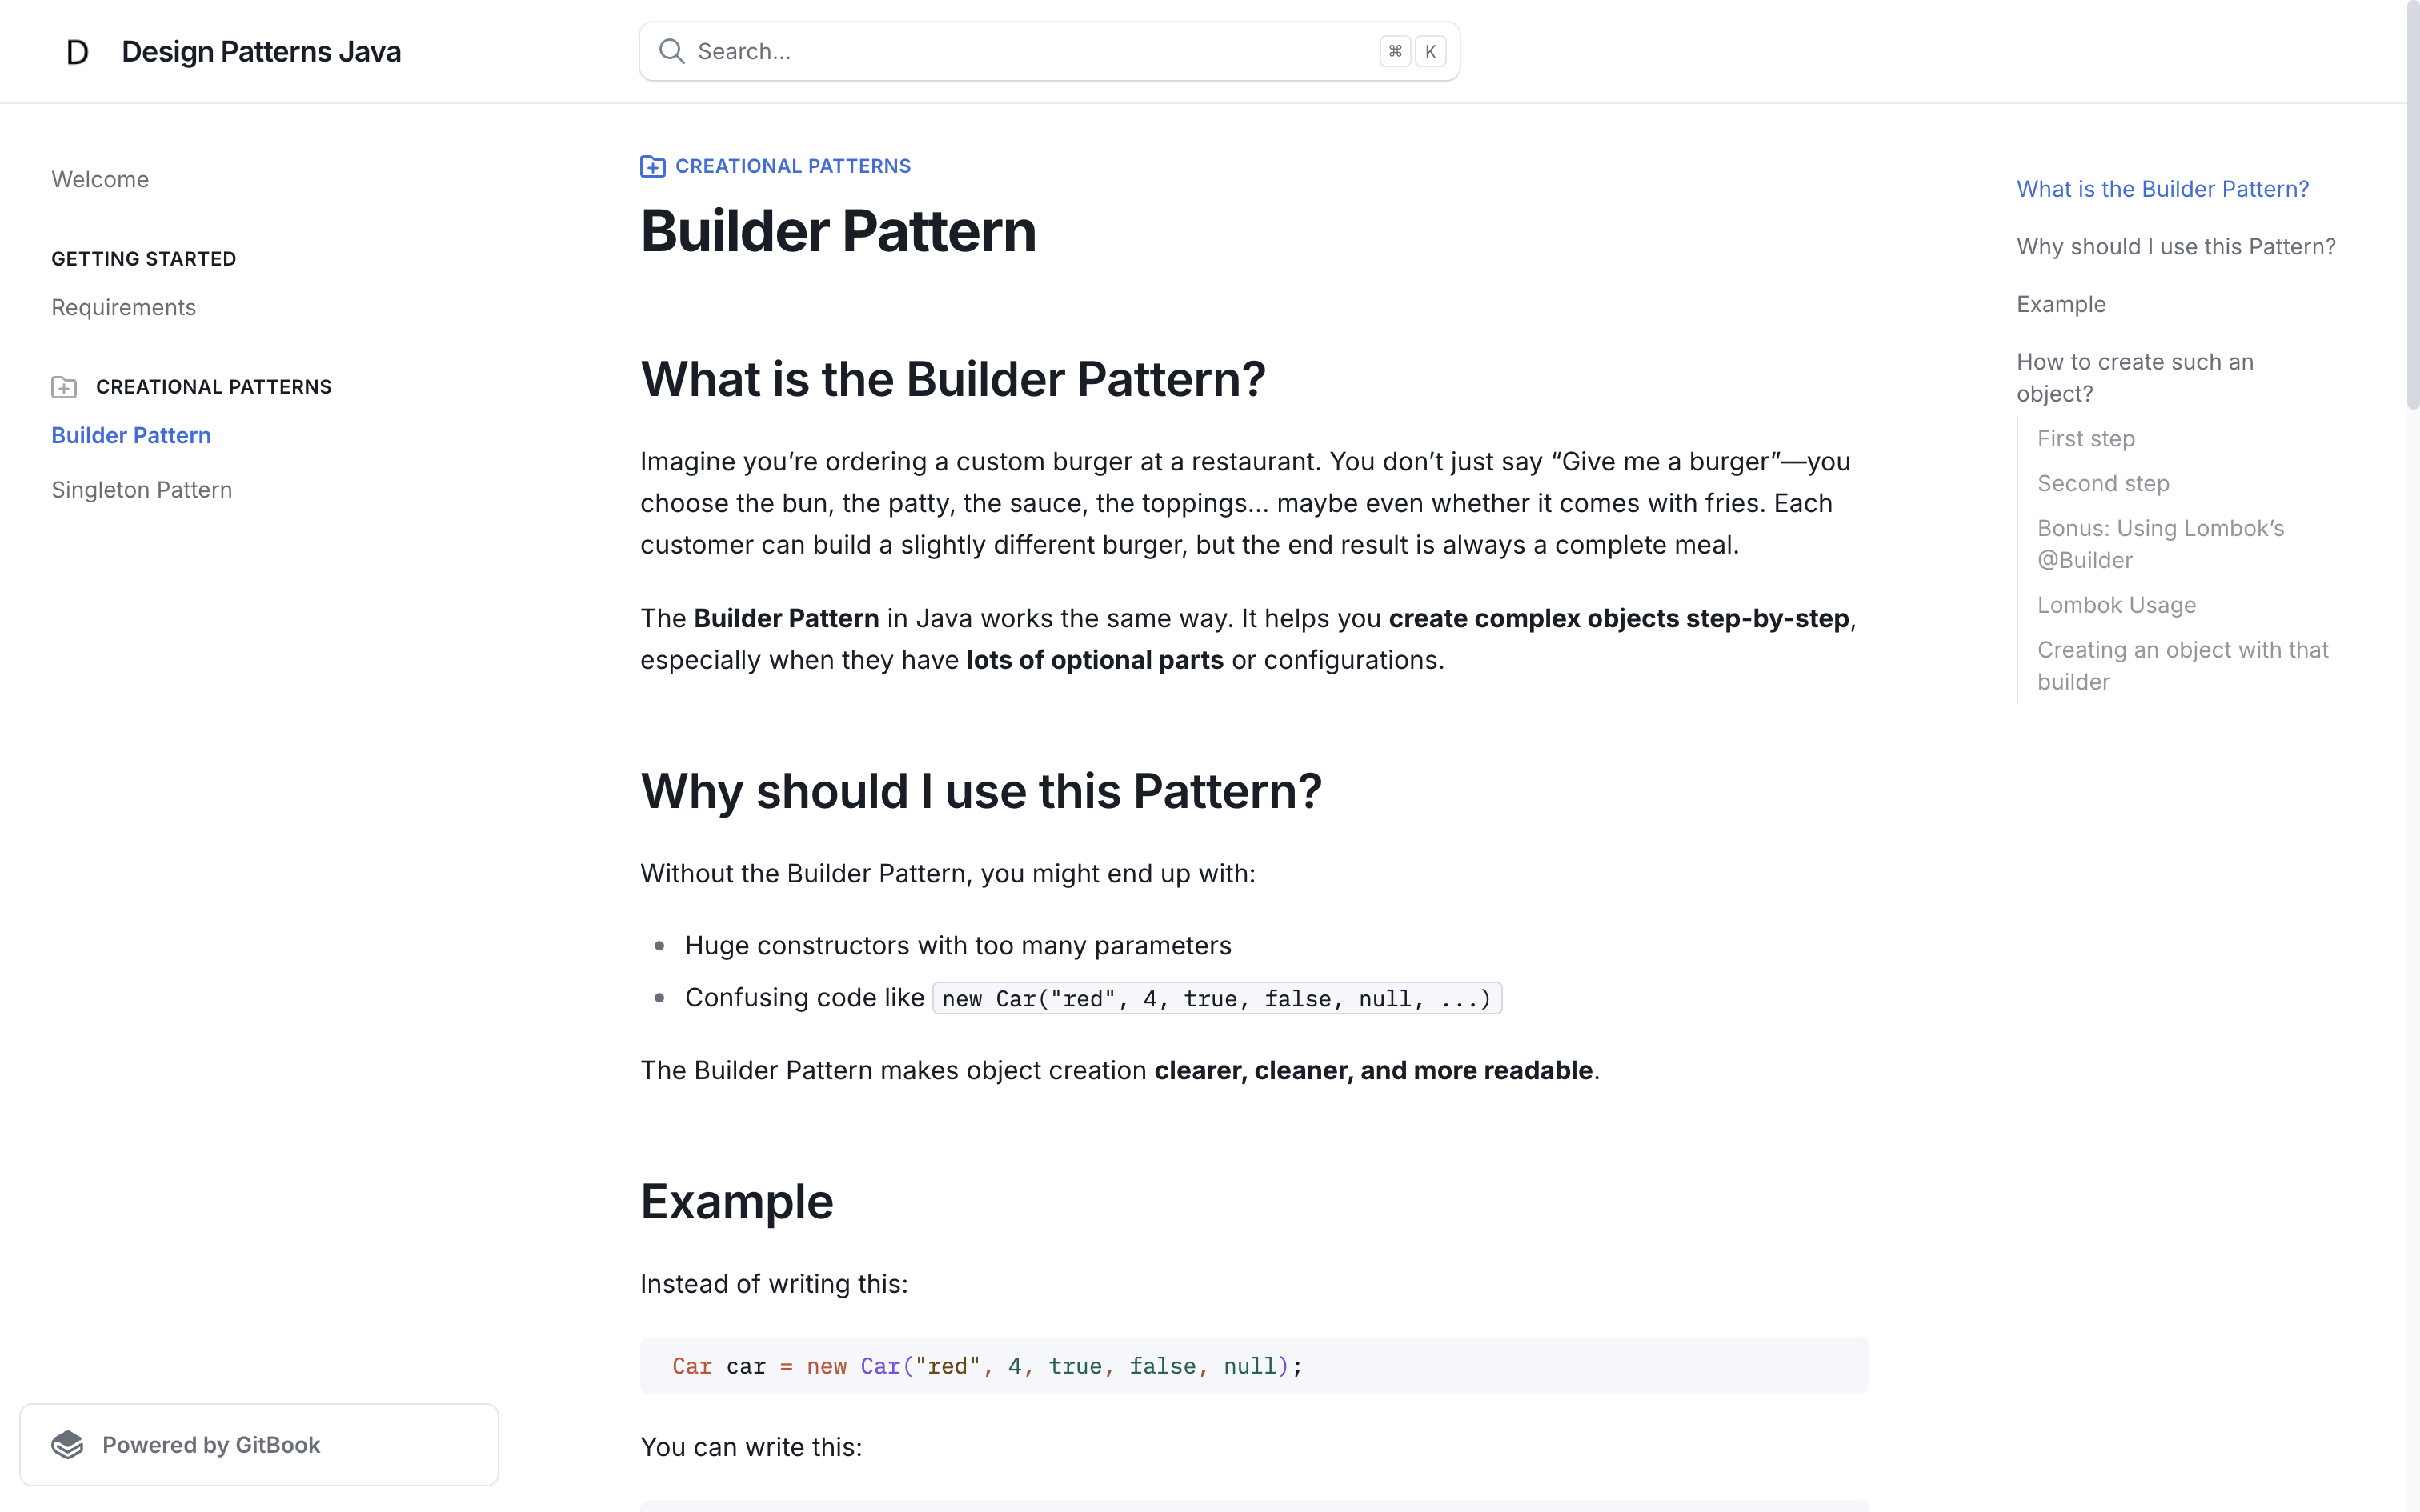 D Design Patterns Java
Search...
⌘ K
Welcome
GETTING STARTED
Requirements
CREATIONAL PATTERNS
Builder Pattern
Singleton Pattern
Powered by GitBook
CREATIONAL PATTERNS
Builder Pattern
What is the Builder Pattern?
Imagine you’re ordering a custom burger at a restaurant. You don’t just say “Give me a burger”—you
choose the bun, the patty, the sauce, the toppings... maybe even whether it comes with fries. Each
customer can build a slightly different burger, but the end result is always a complete meal.
The Builder Pattern in Java works the same way. It helps you create complex objects step-by-step,
especially when they have lots of optional parts or configurations.
Why should I use this Pattern?
Without the Builder Pattern, you might end up with:
• Huge constructors with too many parameters
• Confusing code like new Car("red", 4, true, false, null, ...)
The Builder Pattern makes object creation clearer, cleaner, and more readable.
Example
Instead of writing this:
Car car = new Car("red", 4, true, false, null);
You can write this:
What is the Builder Pattern?
Why should I use this Pattern?
Example
How to create such an
object?
First step
Second step
Bonus: Using Lombok’s
@Builder
Lombok Usage
Creating an object with that
builder